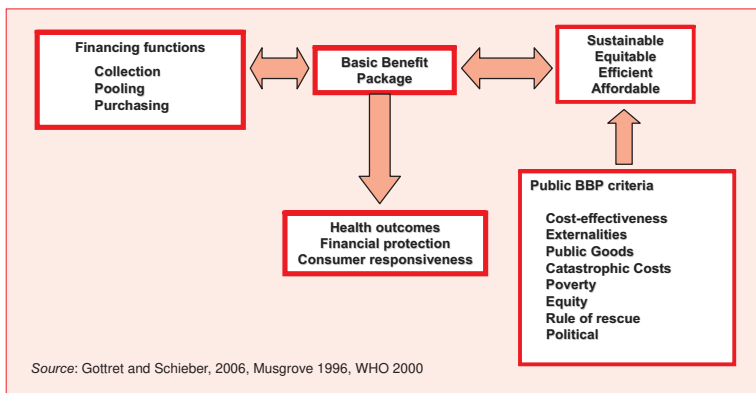 Financing functions
Collection
Pooling
Purchasing
Basic Benefit
Package
Sustainable
Equitable
Efficient
Affordable
Health outcomes
Financial protection
Consumer responsiveness
Public BBP criteria
Cost-effectiveness
Externalities
Public Goods
Catastrophic Costs
Poverty
Equity
Rule of rescue
Political
Source: Gottret and Schieber, 2006, Musgrove 1996, WHO 2000